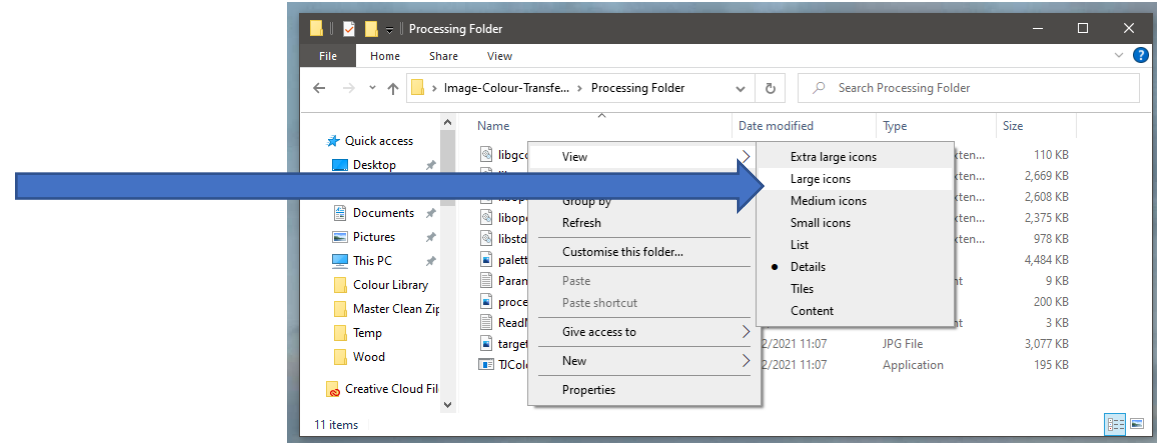 Processing Folder
File Home Share View
Image-Colour-Transfe... > Processing Folder
Search Processing Folder
Name Date modified Type Size
Quick access
Desktop
Documents
Pictures
This PC
Colour Library
Master Clean Zip
Temp
Wood
Creative Cloud Fil
libgcc
110 KB
2,669 KB
2,608 KB
libope
2,375 KB
libstd
978 KB
palett
4,484 KB
Param
9 KB
proce
200 KB
ReadM
3 KB
target
2/2021 11:07 JPG File 3,077 KB
TJColo
2/2021 11:07 Application 195 KB
View
Group by
Refresh
Customise this folder...
Paste
Paste shortcut
Give access to
New
Properties
Extra large icons
Large icons
Medium icons
Small icons
List
Details
Tiles
Content
11 items